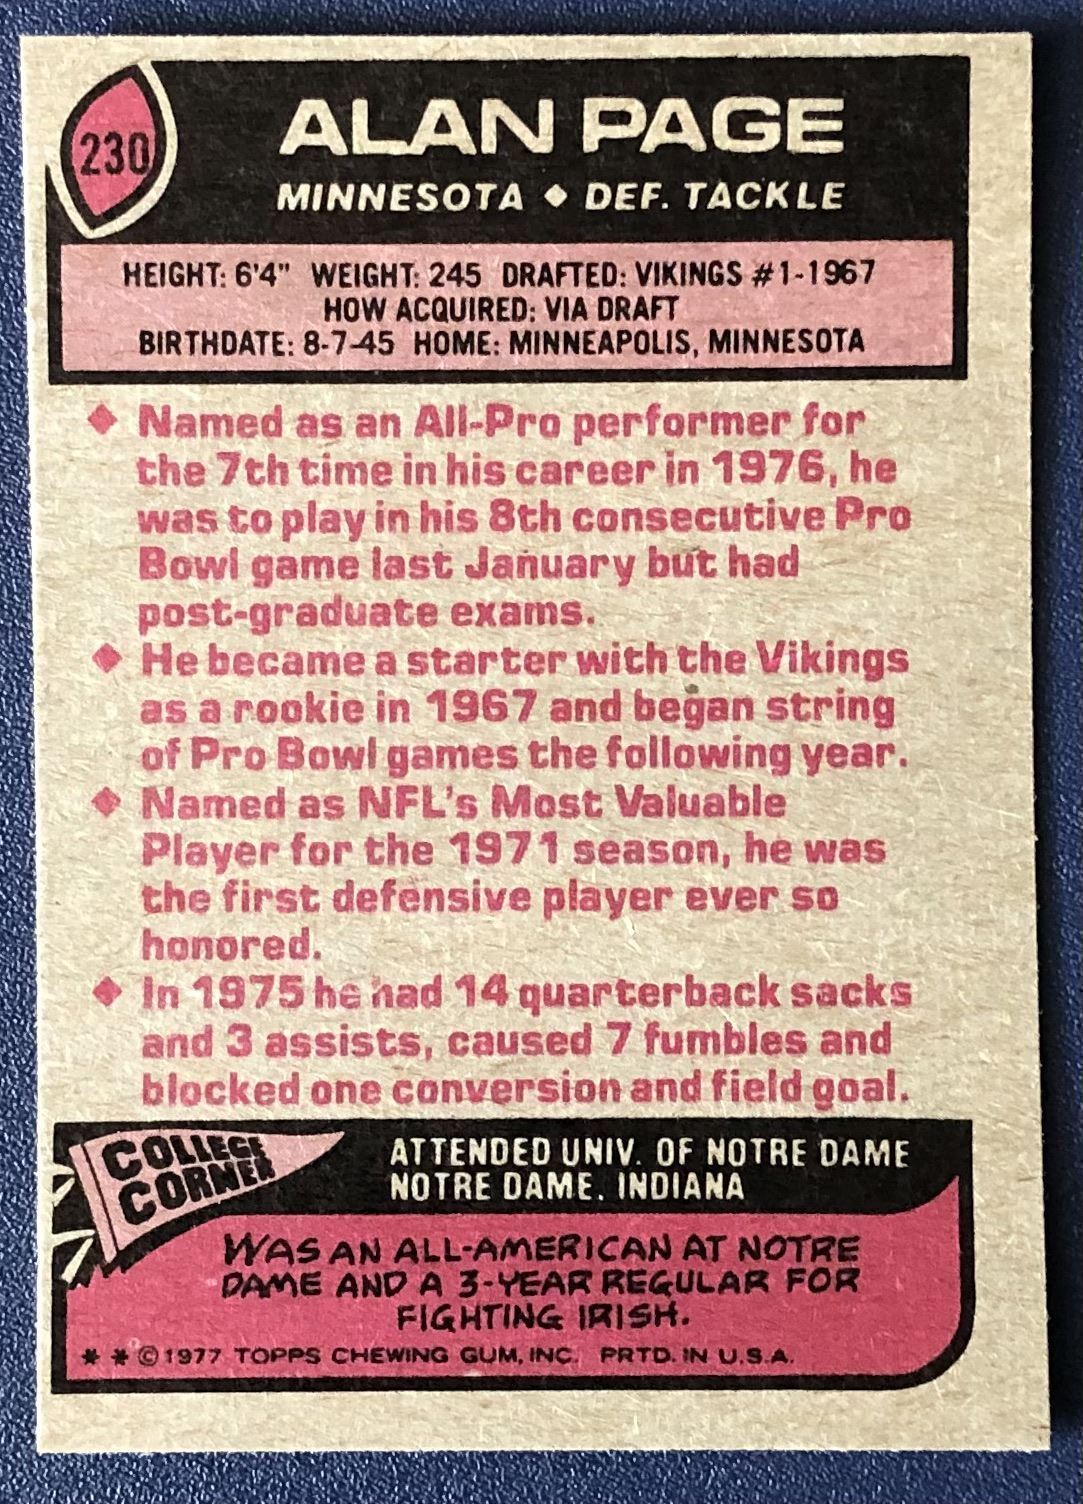 230
ALAN PAGE
MINNESOTA ◆ DEF. TACKLE
HEIGHT: 6'4" WEIGHT: 245 DRAFTED: VIKINGS #1-1967
HOW ACQUIRED: VIA DRAFT
BIRTHDATE: 8-7-45 HOME: MINNEAPOLIS, MINNESOTA
◆ Named as an All-Pro performer for
the 7th time in his career in 1976, he
was to play in his 8th consecutive Pro
Bowl game last January but had
post-graduate exams.
◆ He became a starter with the Vikings
as a rookie in 1967 and began string
of Pro Bowl games the following year.
◆ Named as NFL's Most Valuable
Player for the 1971 season, he was
the first defensive player ever so
honored.
◆ In 1975 he had 14 quarterback sacks
and 3 assists, caused 7 fumbles and
blocked one conversion and field goal.
COLLEGE
CORNER
ATTENDED UNIV. OF NOTRE DAME
NOTRE DAME, INDIANA
WAS AN ALL-AMERICAN AT NOTRE
DAME AND A 3-YEAR REGULAR FOR
FIGHTING IRISH.
* * © 1977 TOPPS CHEWING GUM, INC. PRTD. IN U.S.A.